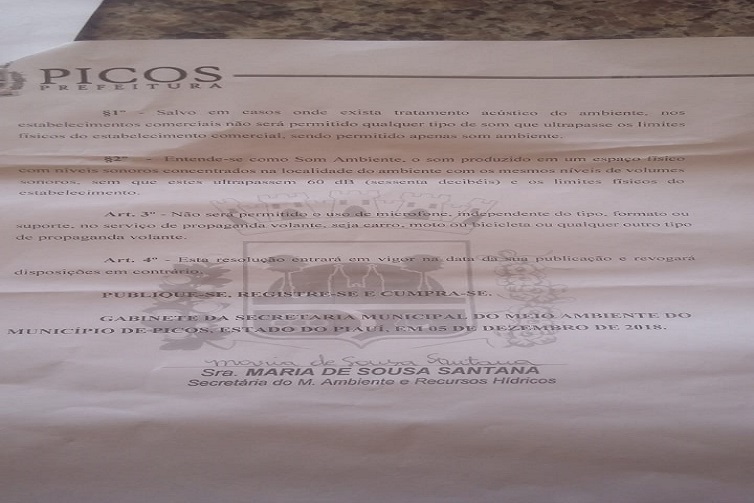 PICOS
PREFEITURA
§1º - Salvo em casos onde exista tratamento acústico do ambiente, nos
estabelecimentos comerciais não será permitido qualquer tipo de som que ultrapasse os limites
físicos do estabelecimento comercial, sendo permitido apenas som ambiente.
§2º - Entende-se como Som Ambiente, o som produzido em um espaço físico
com níveis sonoros concentrados na localidade do ambiente com os mesmos níveis de volumes
sonoros, sem que estes ultrapassem 60 dB (sessenta decibéis) e os limites físicos do
estabelecimento.
Art. 3º - Não será permitido o uso de microfone, independente do tipo, formato ou
suporte, no serviço de propaganda volante, seja carro, moto ou bicicleta ou qualquer outro tipo
de propaganda volante.
Art. 4º - Esta resolução entrará em vigor na data da sua publicação e revogará
disposições em contrário.
PUBLIQUE-SE, REGISTRE-SE E CUMPRA-SE.
GABINETE DA SECRETARIA MUNICIPAL DO MEIO AMBIENTE DO
MUNICÍPIO DE PICOS, ESTADO DO PIAUÍ, EM 05 DE DEZEMBRO DE 2018.
Maria de Sousa Santana
Sra. MARIA DE SOUSA SANTANA
Secretária do M. Ambiente e Recursos Hídricos